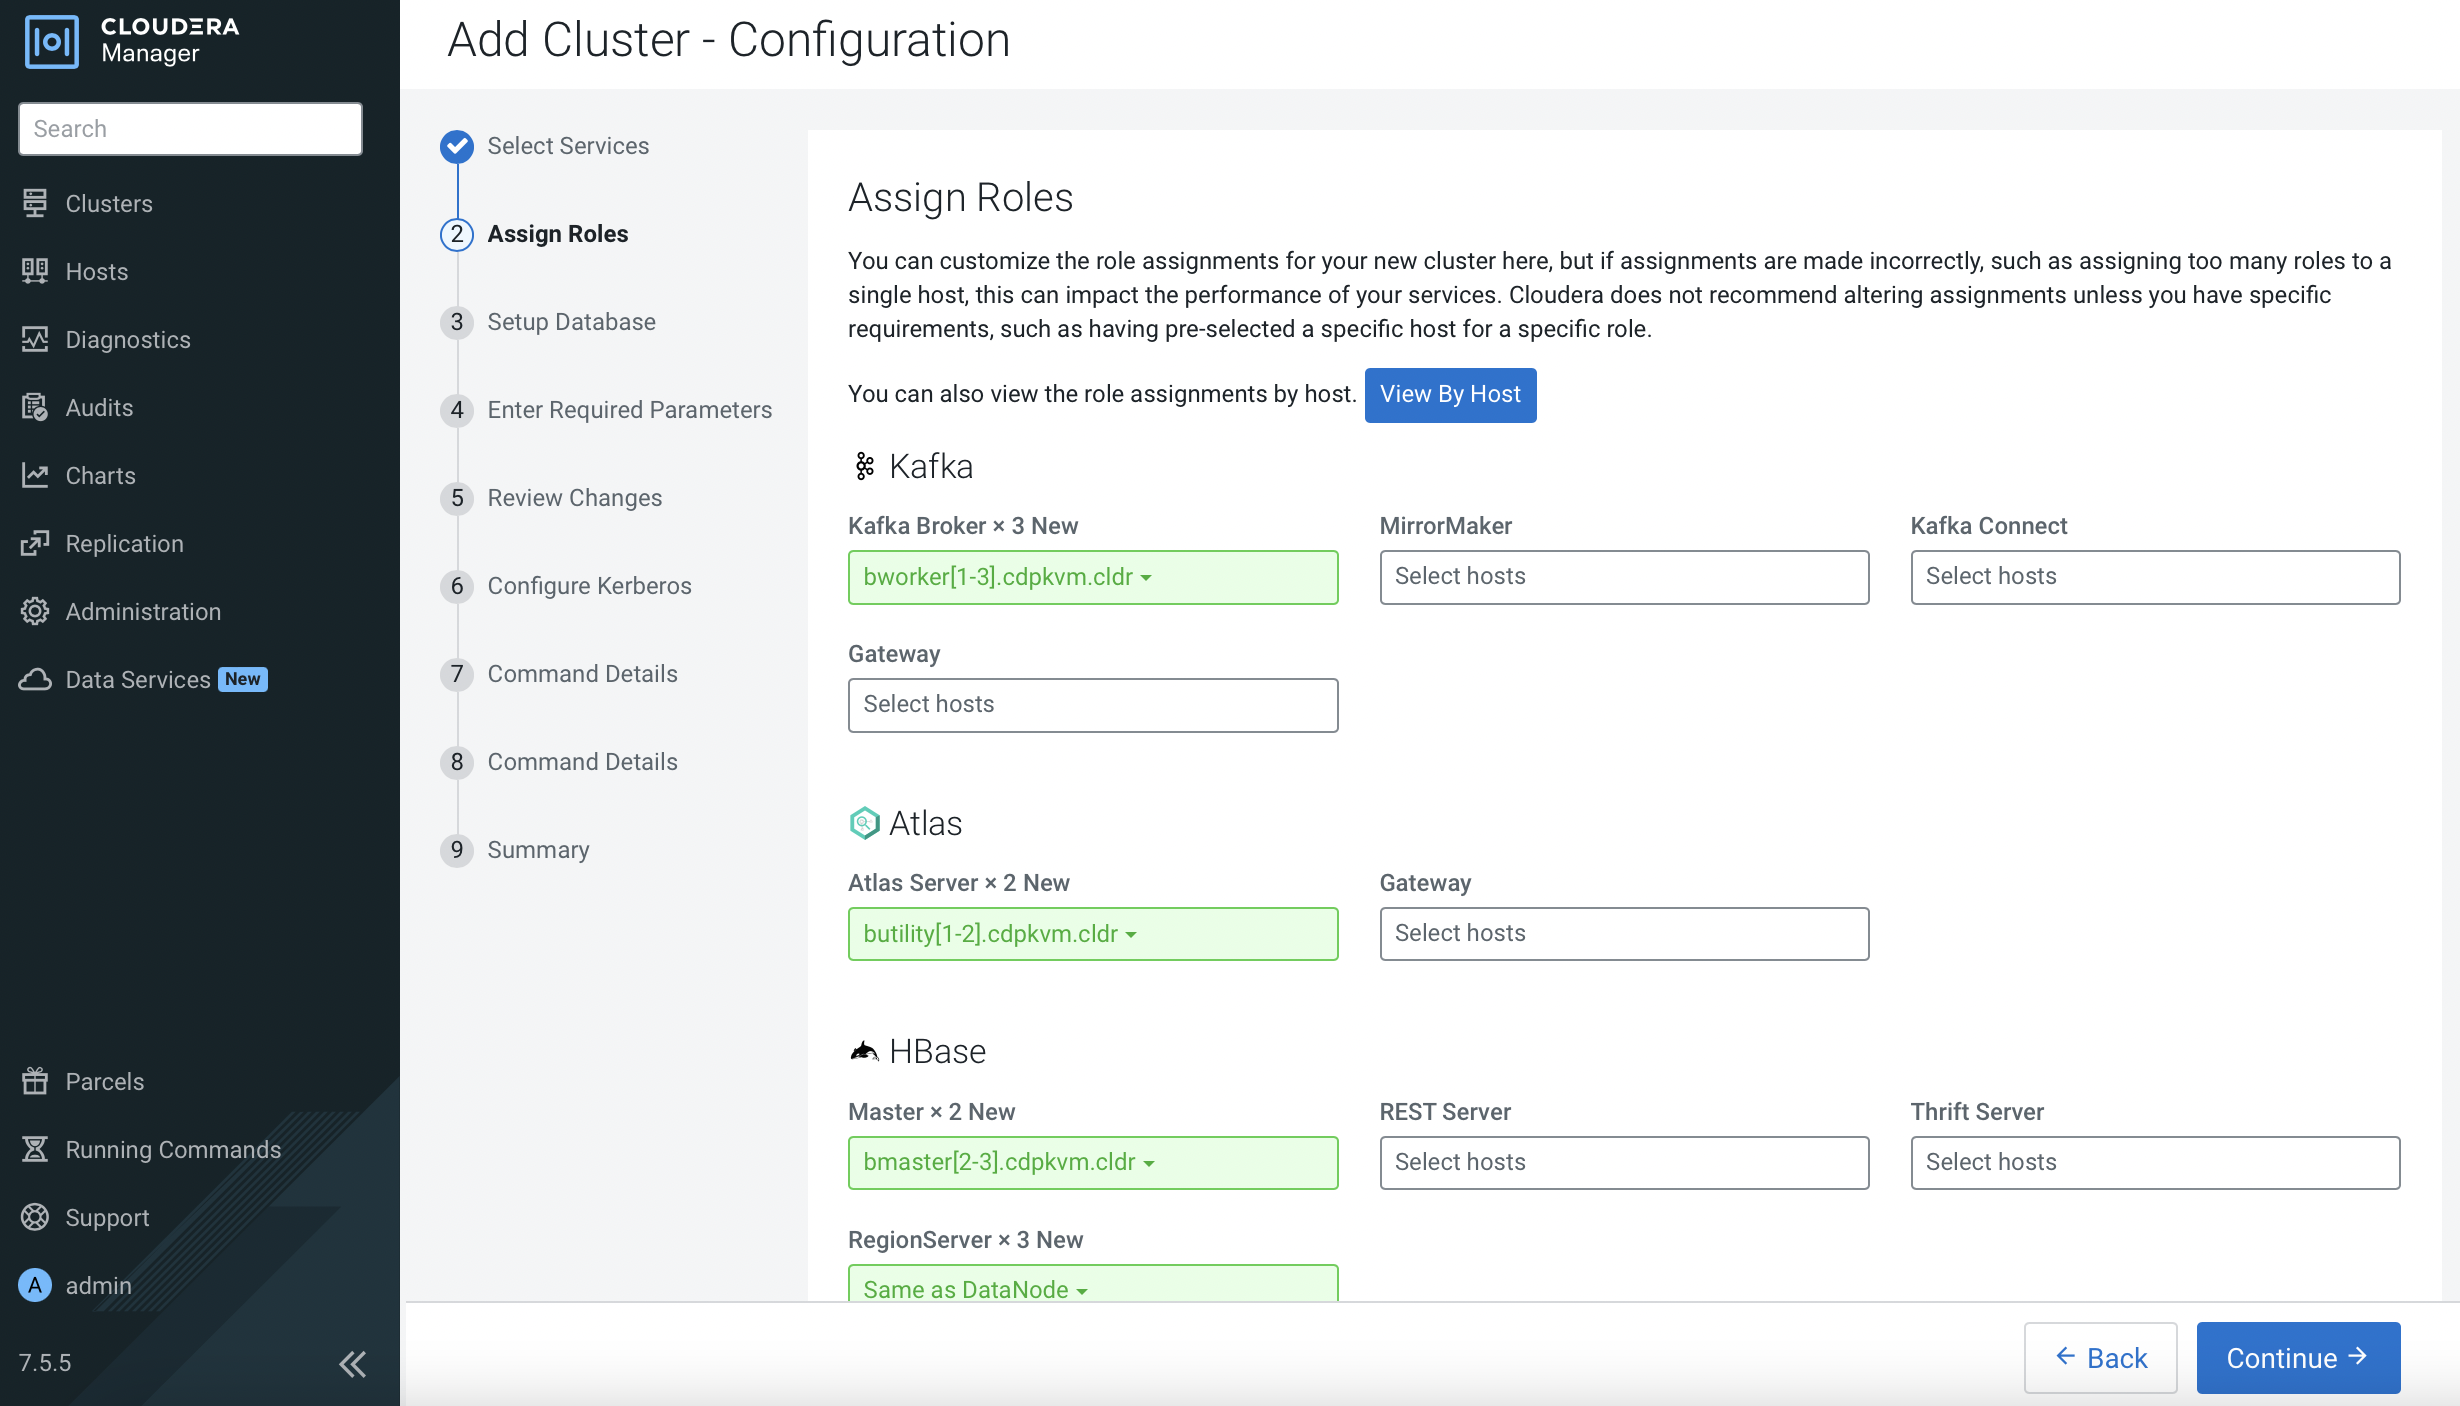 CLOUDERA
Manager
Search
Clusters
Hosts
Diagnostics
Audits
Charts
Replication
Administration
Data Services New
Parcels
Running Commands
Support
A admin
7.5.5
Add Cluster - Configuration
Select Services
2 Assign Roles
3 Setup Database
4 Enter Required Parameters
5 Review Changes
6 Configure Kerberos
7 Command Details
8 Command Details
9 Summary
Assign Roles
You can customize the role assignments for your new cluster here, but if assignments are made incorrectly, such as assigning too many roles to a
single host, this can impact the performance of your services. Cloudera does not recommend altering assignments unless you have specific
requirements, such as having pre-selected a specific host for a specific role.
You can also view the role assignments by host. View By Host
Kafka
Kafka Broker × 3 New MirrorMaker Kafka Connect
bworker[1-3].cdpkvm.cldr Select hosts Select hosts
Gateway
Select hosts
Atlas
Atlas Server × 2 New Gateway
butility[1-2].cdpkvm.cldr Select hosts
HBase
Master × 2 New REST Server Thrift Server
bmaster[2-3].cdpkvm.cldr Select hosts Select hosts
RegionServer × 3 New
Same as DataNode
← Back Continue →